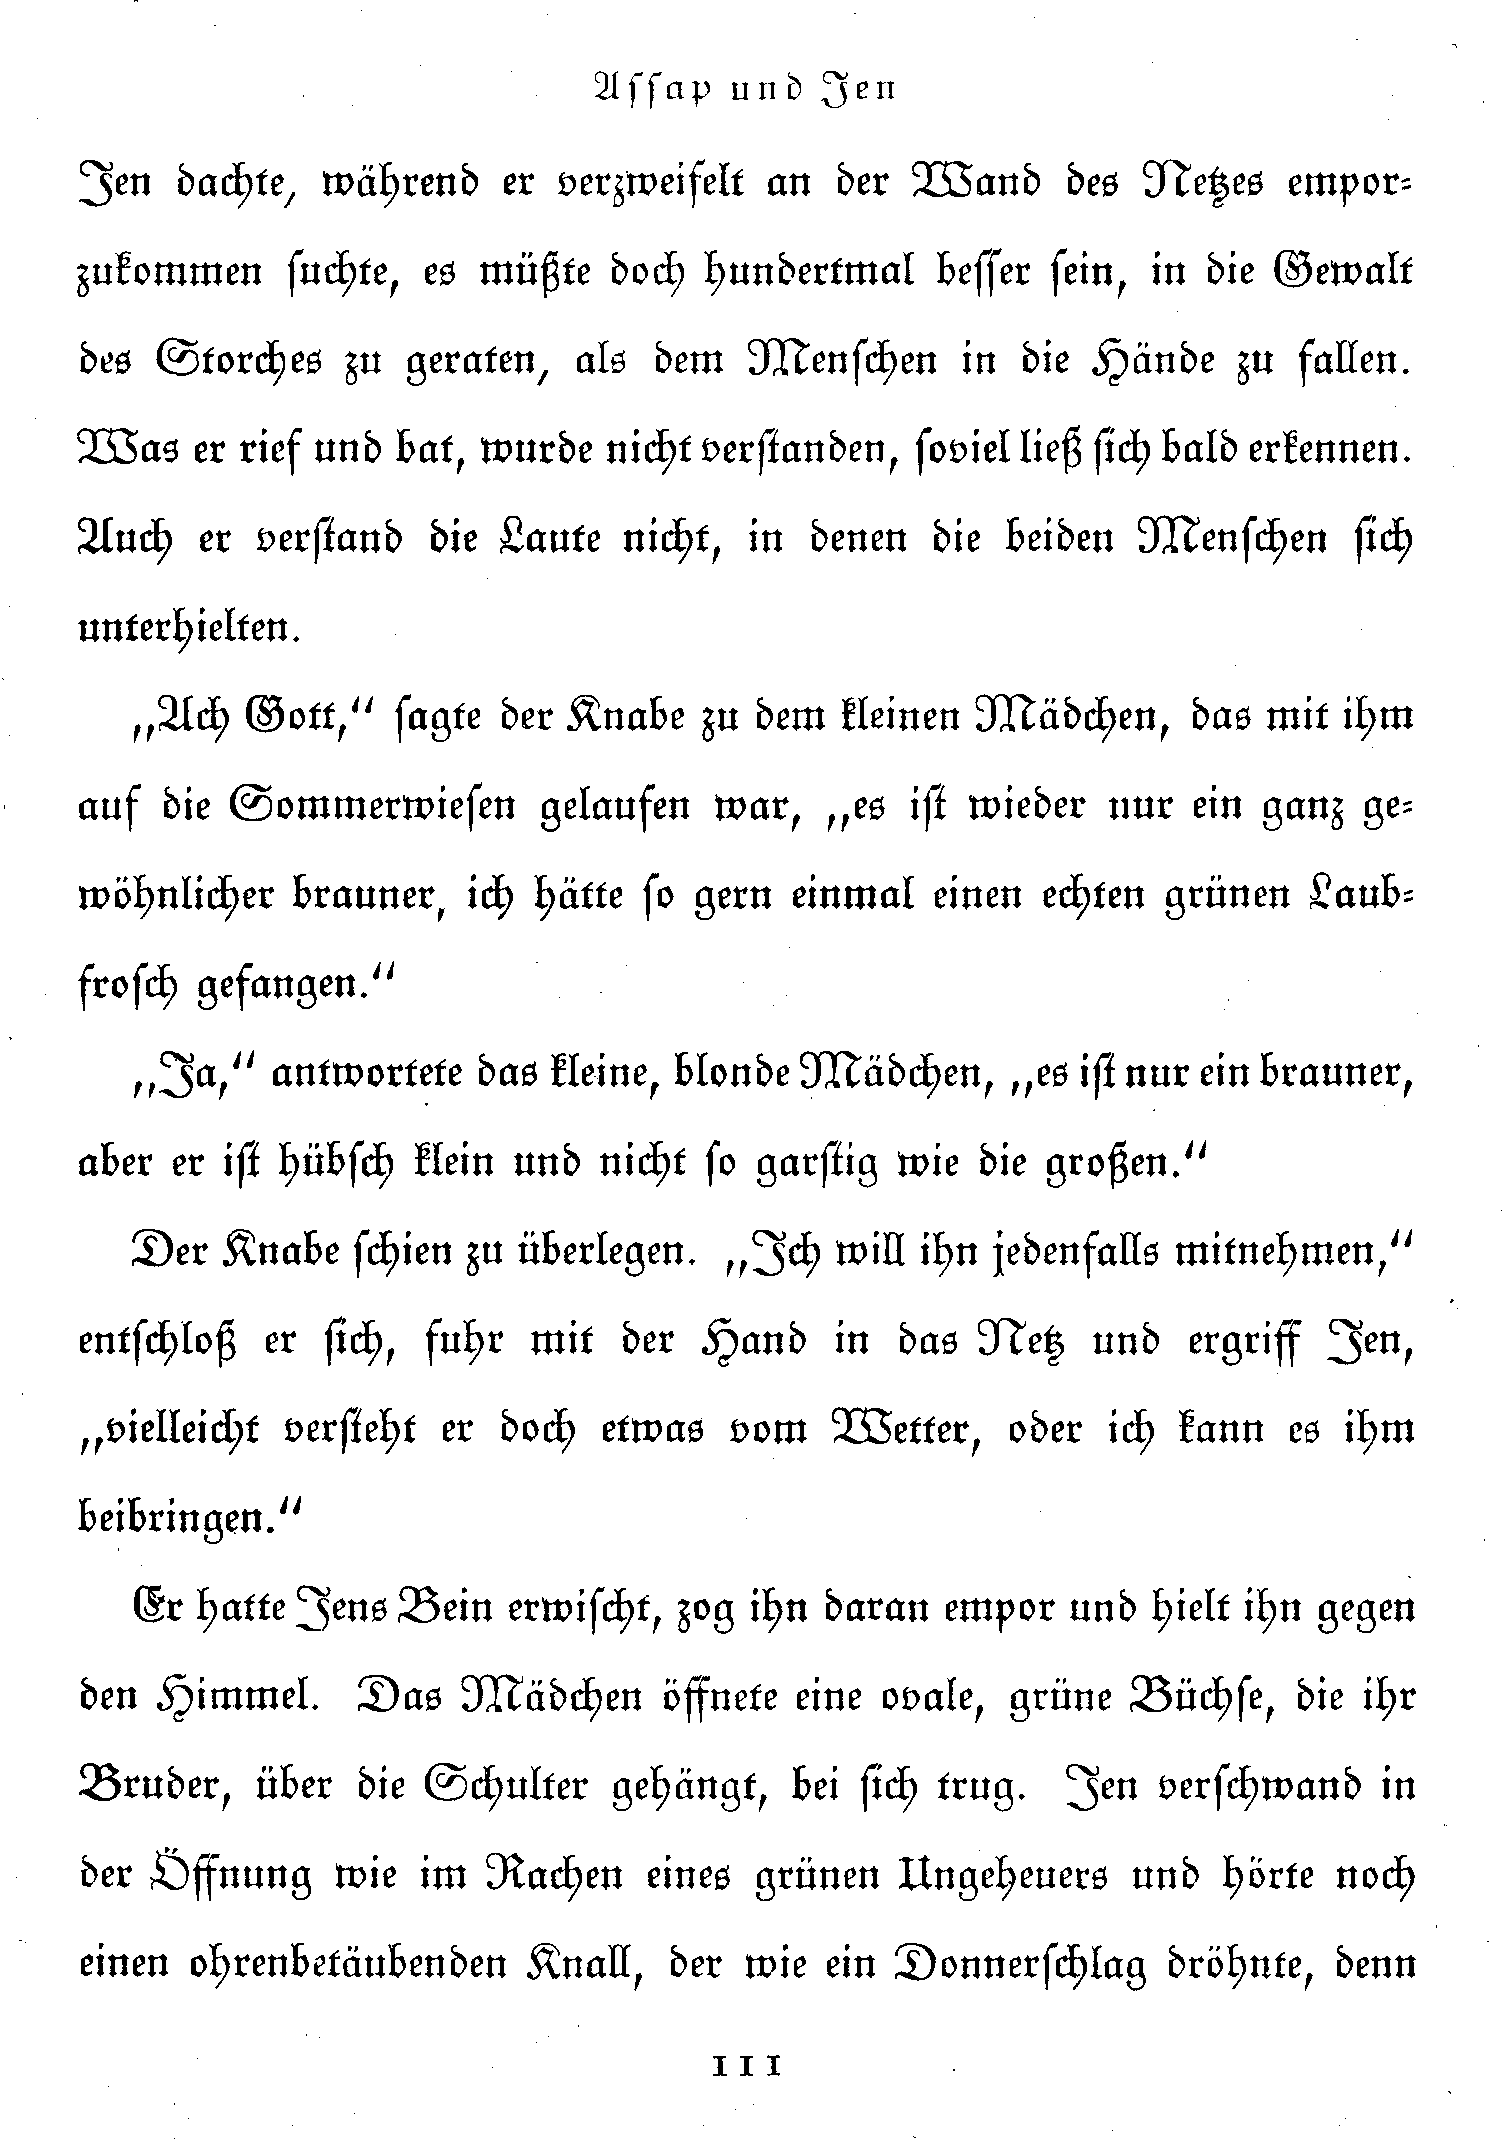 Assap und Jen
Jen dachte, während er verzweifelt an der Wand des Netzes empor-
zukommen suchte, es müßte doch hundertmal besser sein, in die Gewalt
des Storches zu geraten, als dem Menschen in die Hände zu fallen.
Was er rief und bat, wurde nicht verstanden, soviel ließ sich bald erkennen.
Auch er verstand die Laute nicht, in denen die beiden Menschen sich
unterhielten.
„Ach Gott,“ sagte der Knabe zu dem kleinen Mädchen, das mit ihm
auf die Sommerwiesen gelaufen war, „es ist wieder nur ein ganz ge-
wöhnlicher brauner, ich hätte so gern einmal einen echten grünen Laub-
frosch gefangen.“
„Ja,“ antwortete das kleine, blonde Mädchen, „es ist nur ein brauner,
aber er ist hübsch klein und nicht so garstig wie die großen.“
Der Knabe schien zu überlegen. „Ich will ihn jedenfalls mitnehmen,“
entschloß er sich, fuhr mit der Hand in das Netz und ergriff Jen,
„vielleicht versteht er doch etwas vom Wetter, oder ich kann es ihm
beibringen.“
Er hatte Jens Bein erwischt, zog ihn daran empor und hielt ihn gegen
den Himmel. Das Mädchen öffnete eine ovale, grüne Büchse, die ihr
Bruder, über die Schulter gehängt, bei sich trug. Jen verschwand in
der Öffnung wie im Rachen eines grünen Ungeheuers und hörte noch
einen ohrenbetäubenden Knall, der wie ein Donnerschlag dröhnte, denn
111